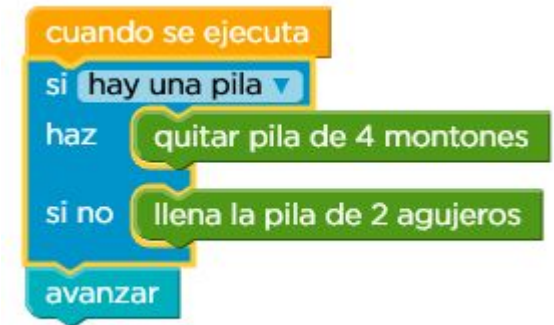 cuando se ejecuta
si hay una pila
haz quitar pila de 4 montones
si no llena la pila de 2 agujeros
avanzar